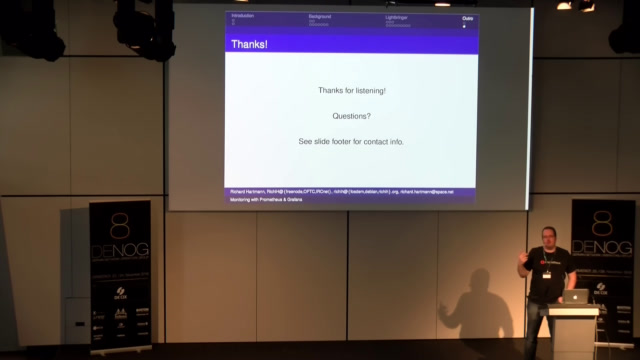 Introduction
Background
Lightningar
Outro
Thanks!
Thanks for listening!
Questions?
See slide footer for contact info.
Richard Hartmann, RichiH@{freenode,OFTC,IRCnet}, richih@{fosdem,debian,richih}.org, richard.hartmann@space.net
Monitoring with Prometheus & Grafana
8
DENOG
8
DENOG